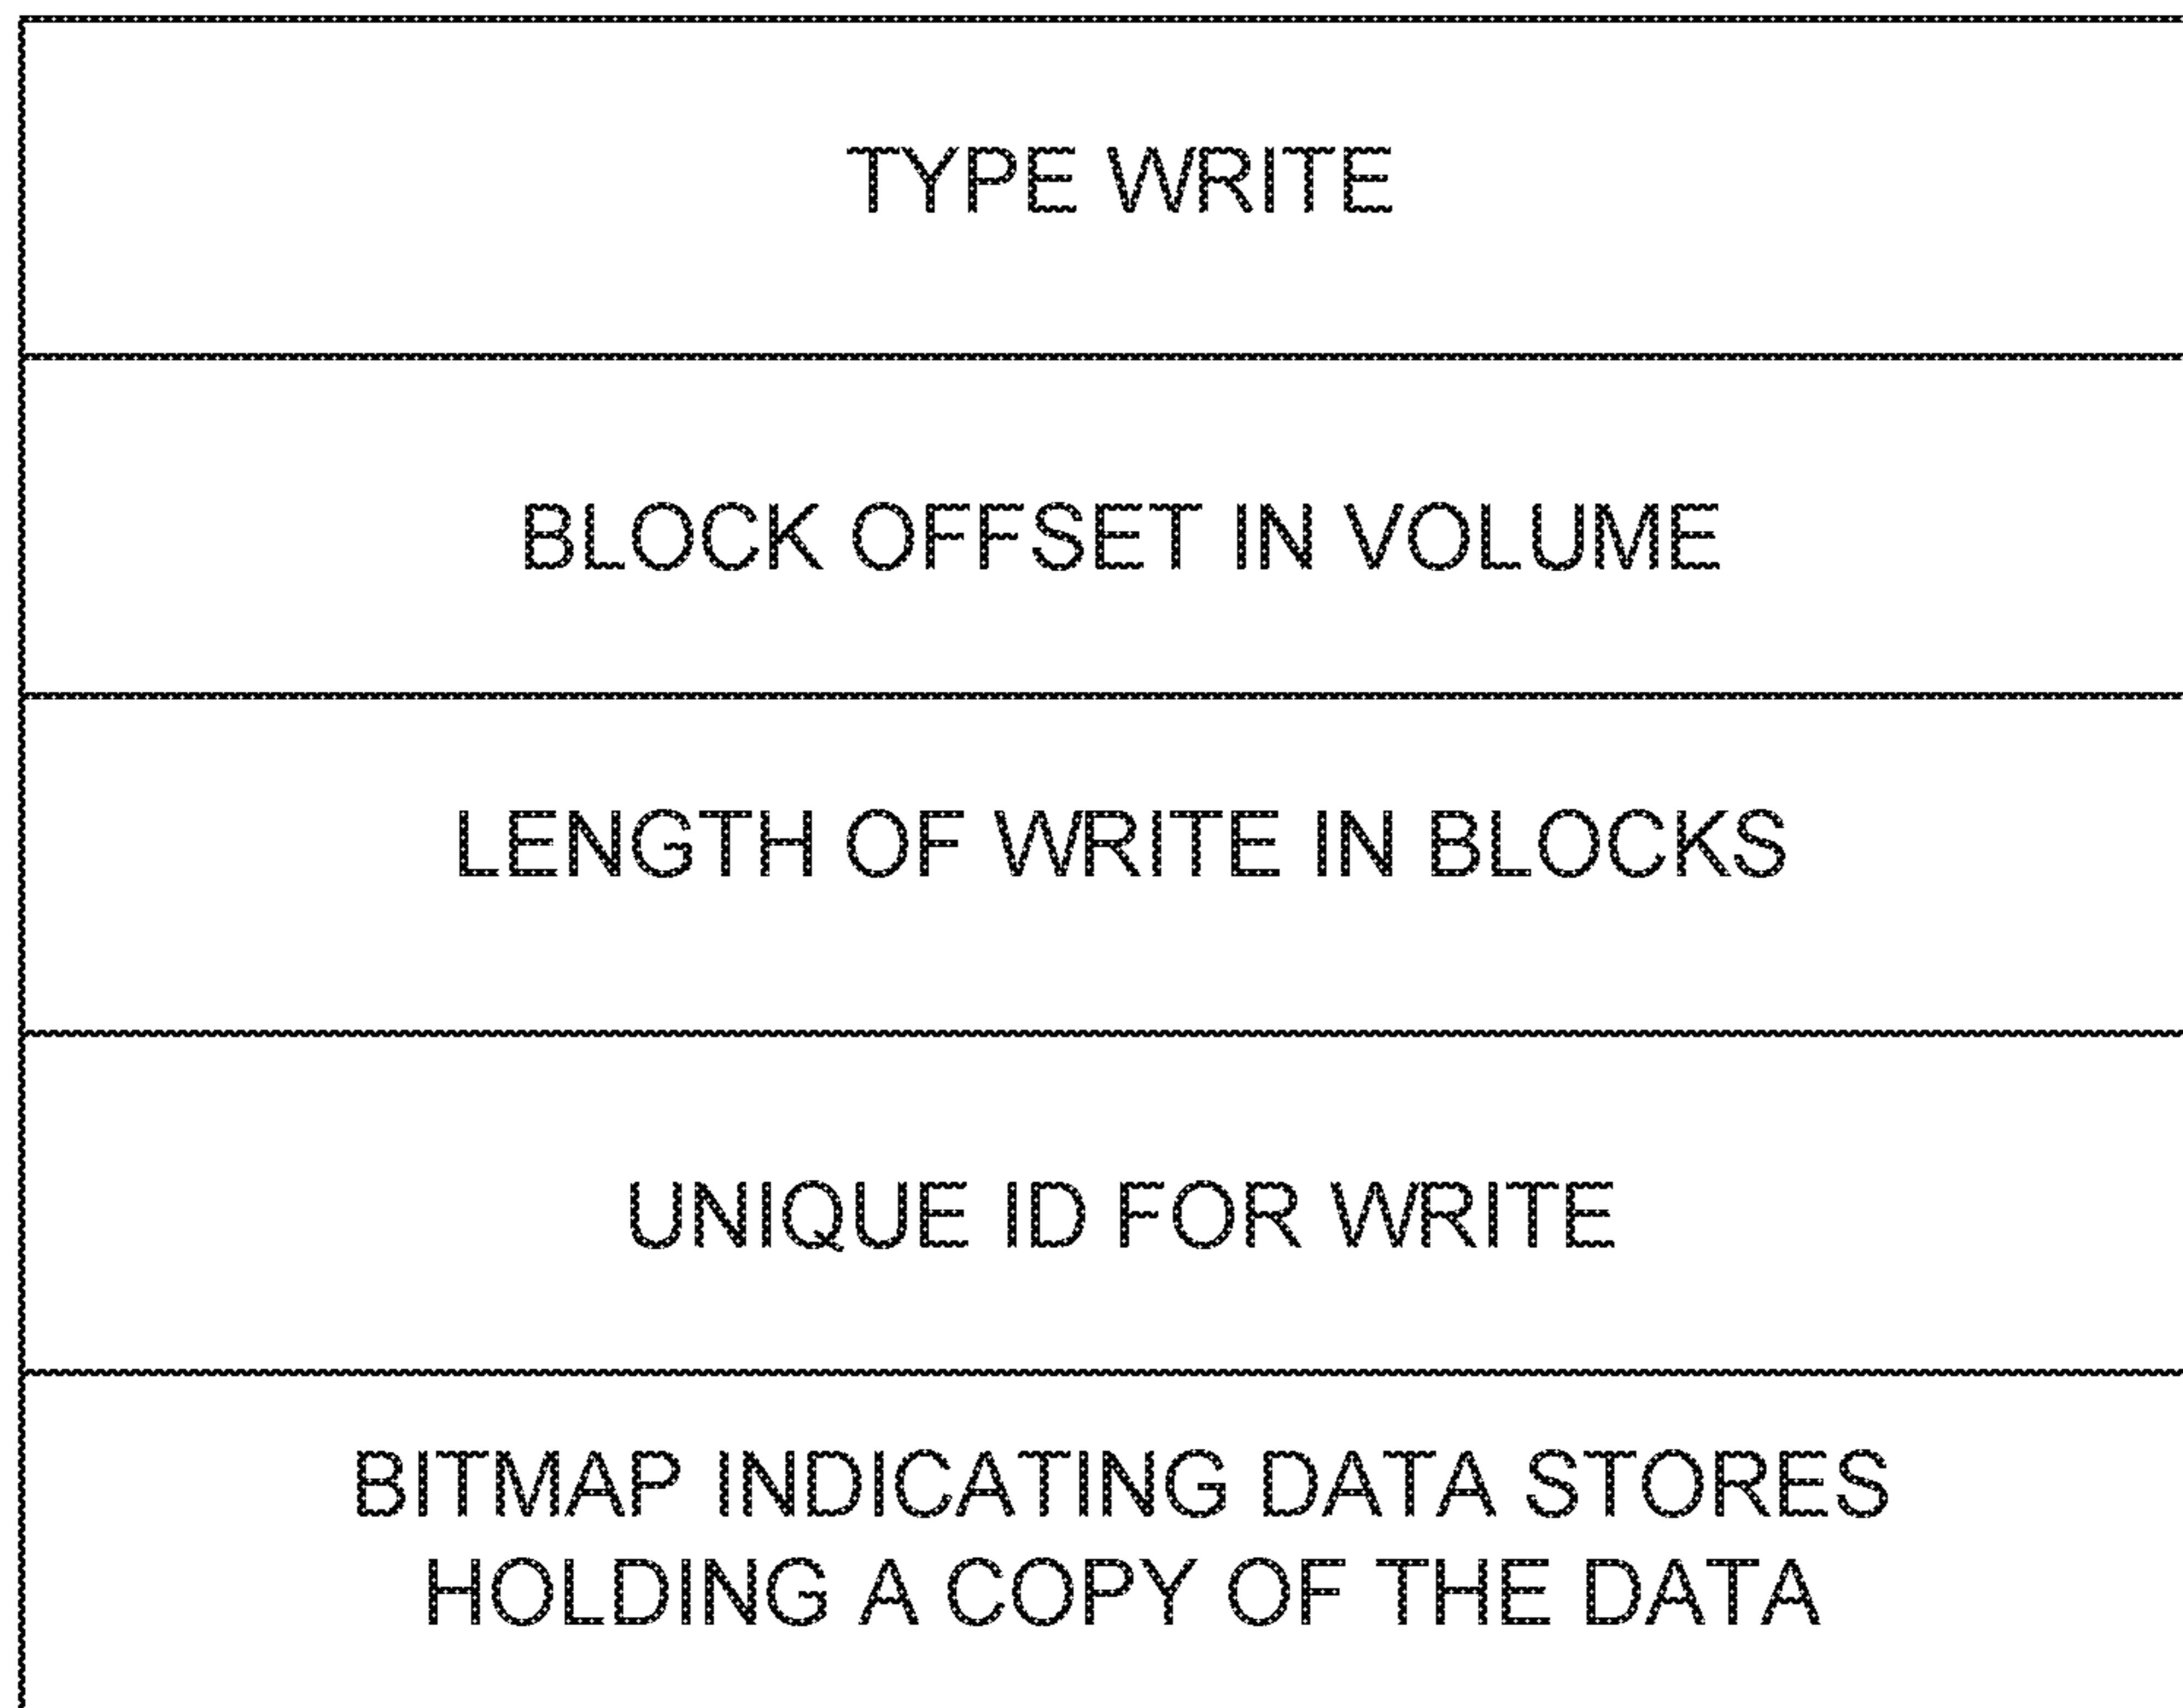 TYPE WRITE
BLOCK OFFSET IN VOLUME
LENGTH OF WRITE IN BLOCKS
UNIQUE ID FOR WRITE
BITMAP INDICATING DATA STORES
HOLDING A COPY OF THE DATA